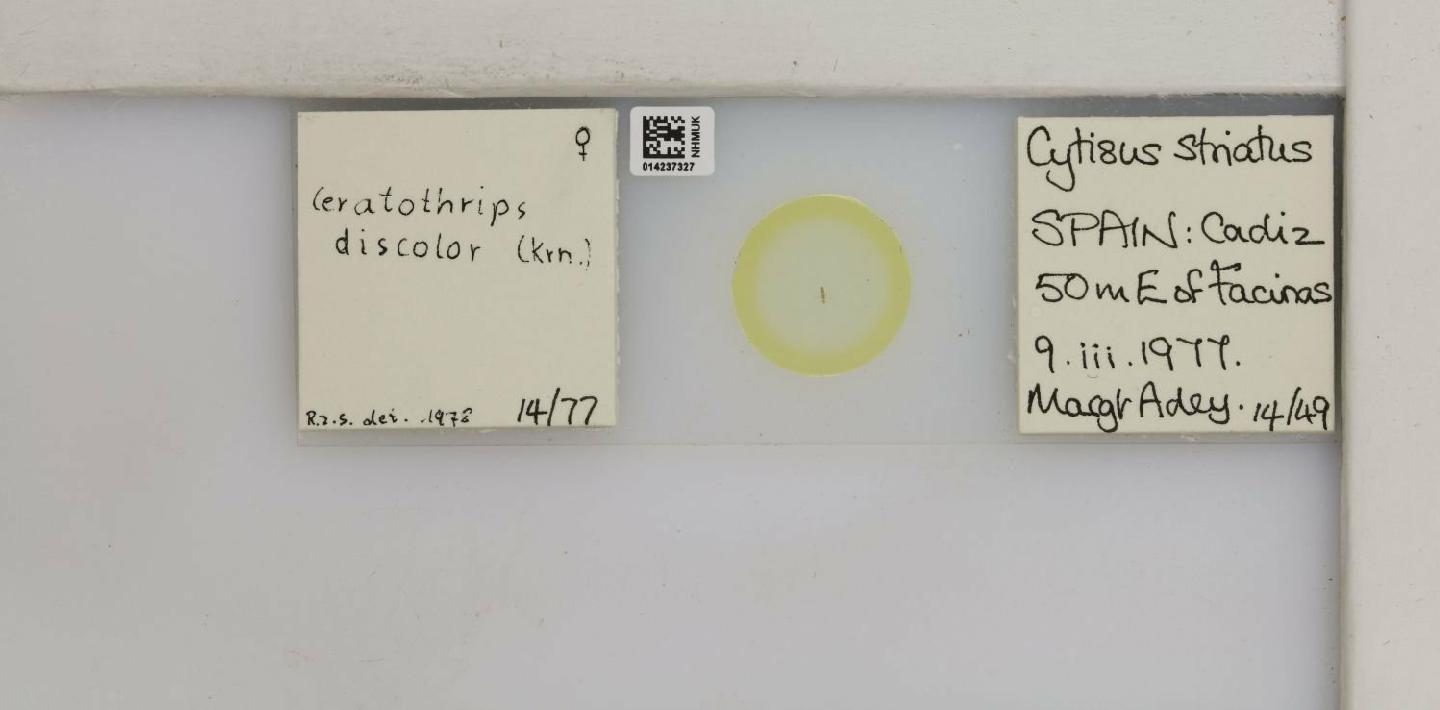 ♀
Ceratothrips
discolor (Krn.)
R.z.s. det. 1978 14/77
NHMUK
014237327
Cytisus striatus
SPAIN: Cadiz
50m E of Facinas
9.iii.1977.
Margt Adey. 14/49